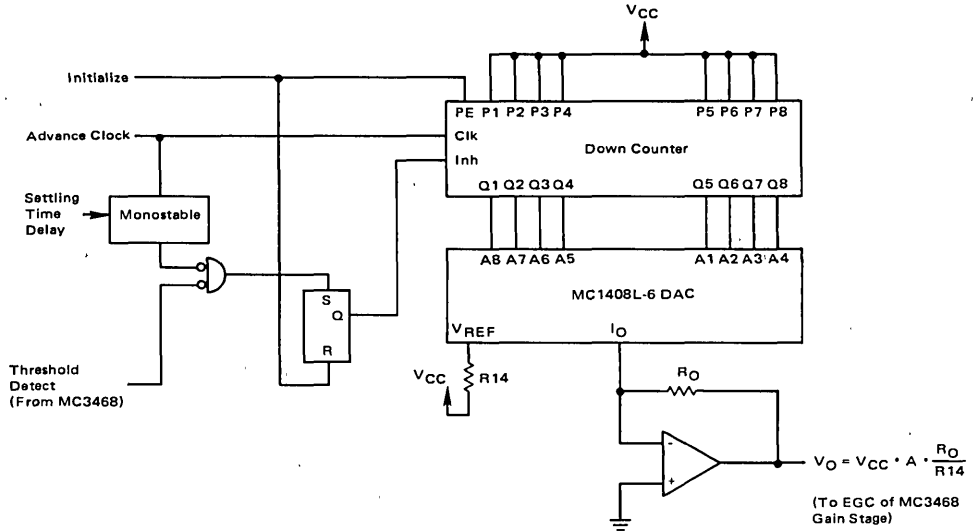 VCC
Initialize
PE P1 P2 P3 P4 P5 P6 P7 P8
Advance Clock
Clk
Down Counter
Inh
Settling
Time
Delay
Monostable
Q1 Q2 Q3 Q4 Q5 Q6 Q7 Q8
A8 A7 A6 A5 A1 A2 A3 A4
MC1408L-6 DAC
S
Q
R
VREF
IO
Threshold
Detect
(From MC3468)
VCC
R14
RO
-
+
VO = VCC • A • RO/R14
(To EGC of MC3468
Gain Stage)